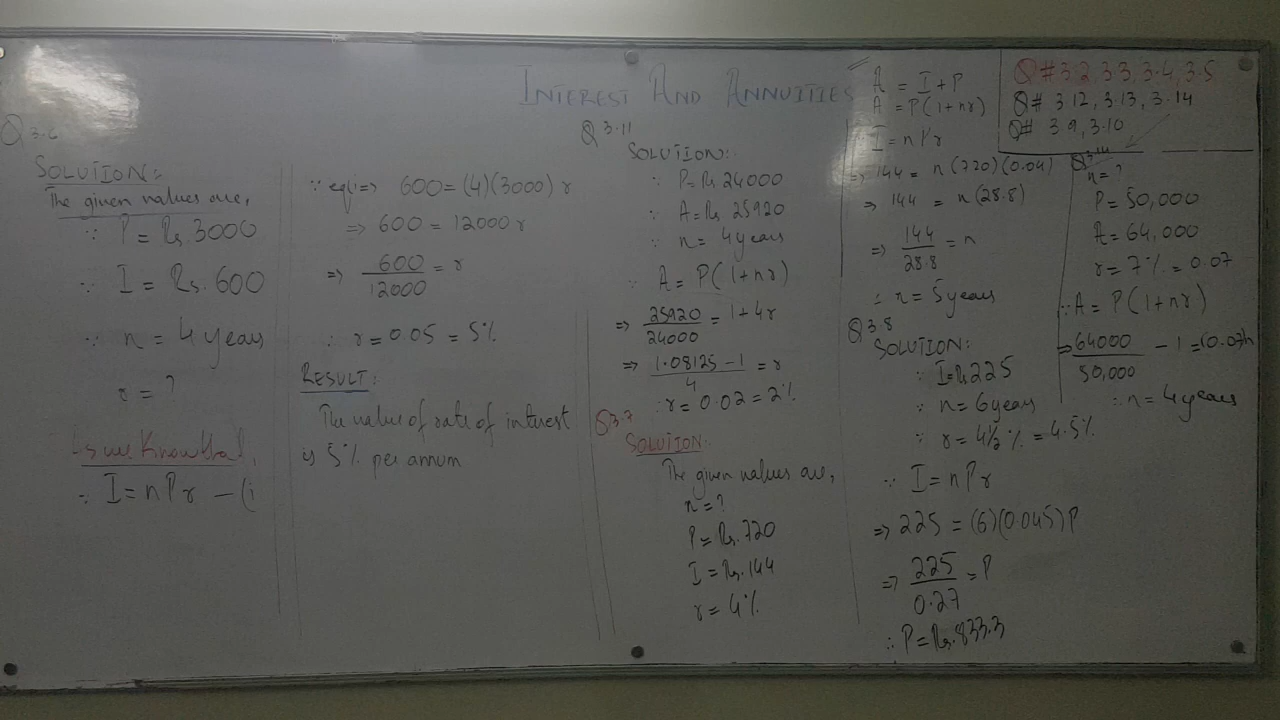 INTEREST AND ANNUITIES
Q 3.6
SOLUTION:
The given values are,
∵ P = Rs. 3000
∵ I = Rs. 600
∵ n = 4 years
r = ?
As we Know that,
∵ I = nPr — (i
∵ eq(i => 600 = (4)(3000) r
=> 600 = 12000 r
=> 600/12000 = r
∴ r = 0.05 = 5%
RESULT:
The value of rate of interest
is 5% per annum
Q 3.11
SOLUTION:
∵ P = Rs. 24000
∵ A = Rs. 25920
∵ n = 4 years
∵ A = P(1+nr)
=> 25920/24000 = 1+4r
=> 1.08125 - 1/4 = r
∴ r = 0.02 = 2%
Q 3.7
SOLUTION:
The given values are,
n = ?
P = Rs. 720
I = Rs. 144
r = 4%
A = I + P
A = P(1+nr)
∵ I = nPr
=> 144 = n(720)(0.04)
=> 144 = n(28.8)
=> 144/28.8 = n
∴ n = 5 years
Q 3.8
SOLUTION:
∵ I = Rs 225
∵ n = 6 years
∵ r = 4½% = 4.5%
∵ I = nPr
=> 225 = (6)(0.045)P
=> 225/0.27 = P
∴ P = Rs. 833.3
Q# 3.2, 3.3, 3.4, 3.5
Q# 3.12, 3.13, 3.14
Q# 3.9, 3.10
Q 3.14
n = ?
P = 50,000
A = 64,000
r = 7% = 0.07
∵ A = P(1+nr)
=> 64000/50,000 - 1 = (0.07)n
∴ n = 4 years